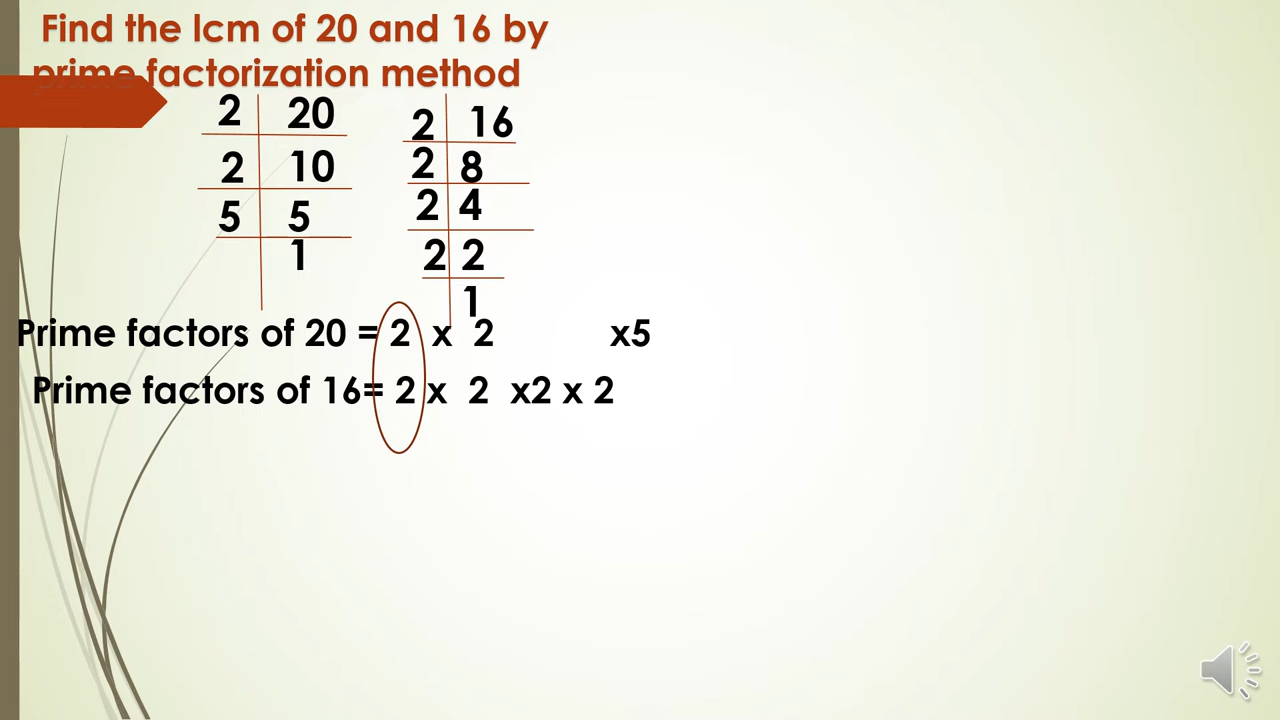 Find the lcm of 20 and 16 by
prime factorization method
2 20
2 10
5 5
1
2 16
2 8
2 4
2 2
1
Prime factors of 20 = 2 x 2 x5
Prime factors of 16= 2 x 2 x2 x 2